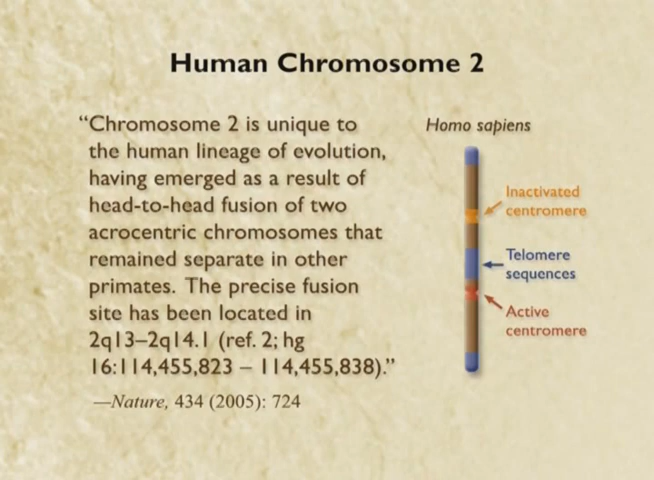 Human Chromosome 2
“Chromosome 2 is unique to
the human lineage of evolution,
having emerged as a result of
head-to-head fusion of two
acrocentric chromosomes that
remained separate in other
primates. The precise fusion
site has been located in
2q13–2q14.1 (ref. 2; hg
16:114,455,823 – 114,455,838).”
—Nature, 434 (2005): 724
Homo sapiens
Inactivated
centromere
Telomere
sequences
Active
centromere